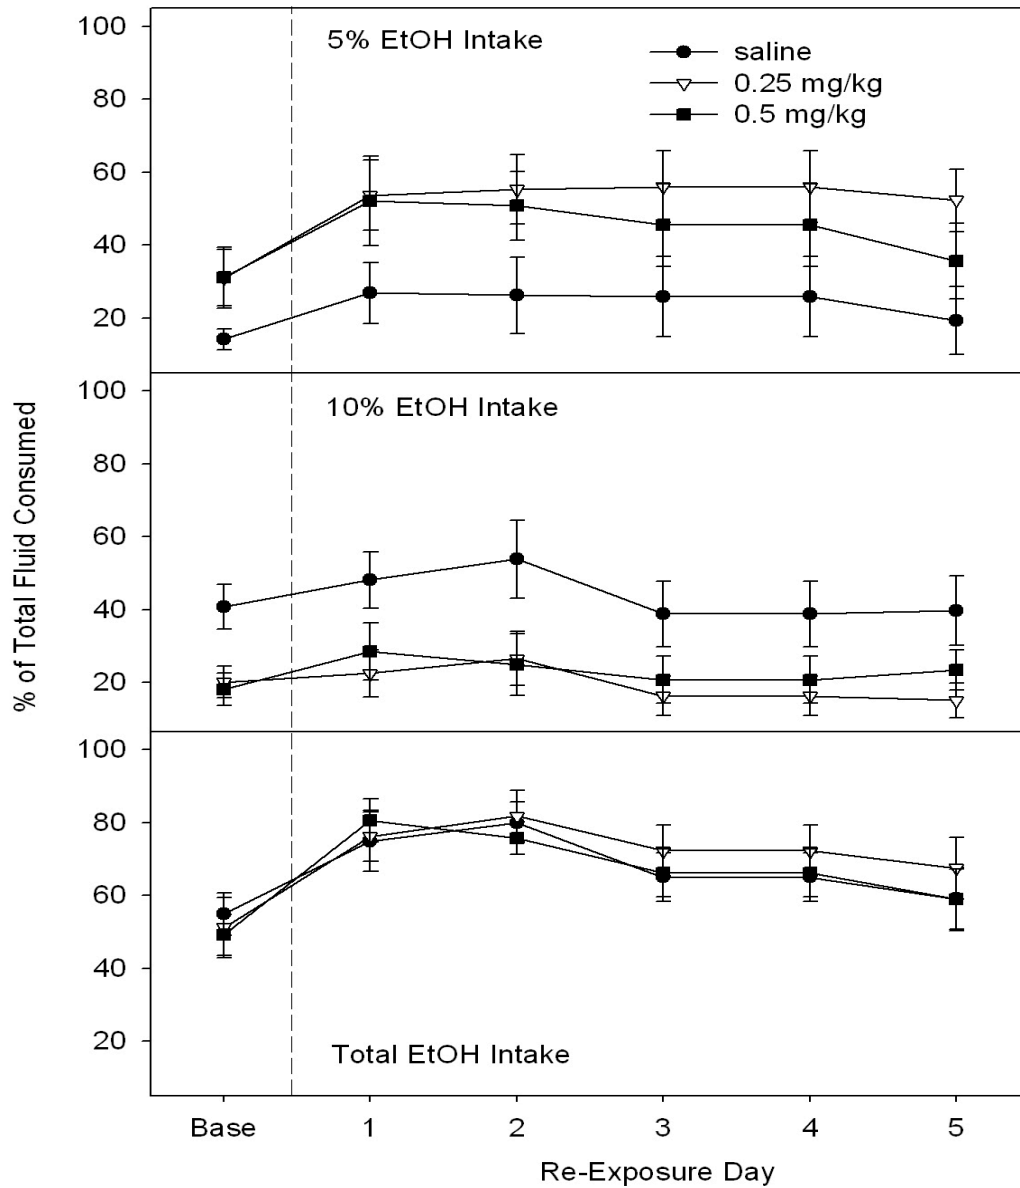 100
80
60
40
20
5% EtOH Intake
saline
0.25 mg/kg
0.5 mg/kg
100
80
60
40
20
10% EtOH Intake
% of Total Fluid Consumed
100
80
60
40
20
Total EtOH Intake
Base 1 2 3 4 5
Re-Exposure Day